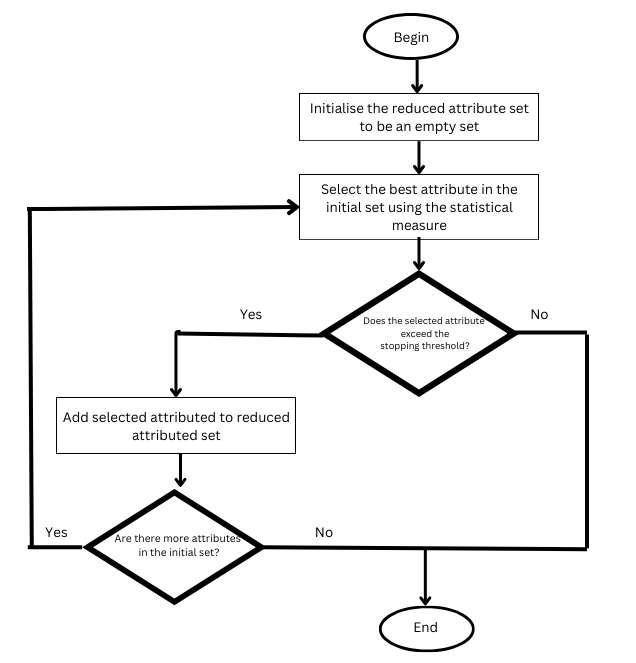 Begin
Initialise the reduced attribute set
to be an empty set
Select the best attribute in the
initial set using the statistical
measure
Does the selected attribute
exceed the
stopping threshold?
Yes
No
Add selected attributed to reduced
attributed set
Are there more attributes
in the initial set?
Yes
No
End